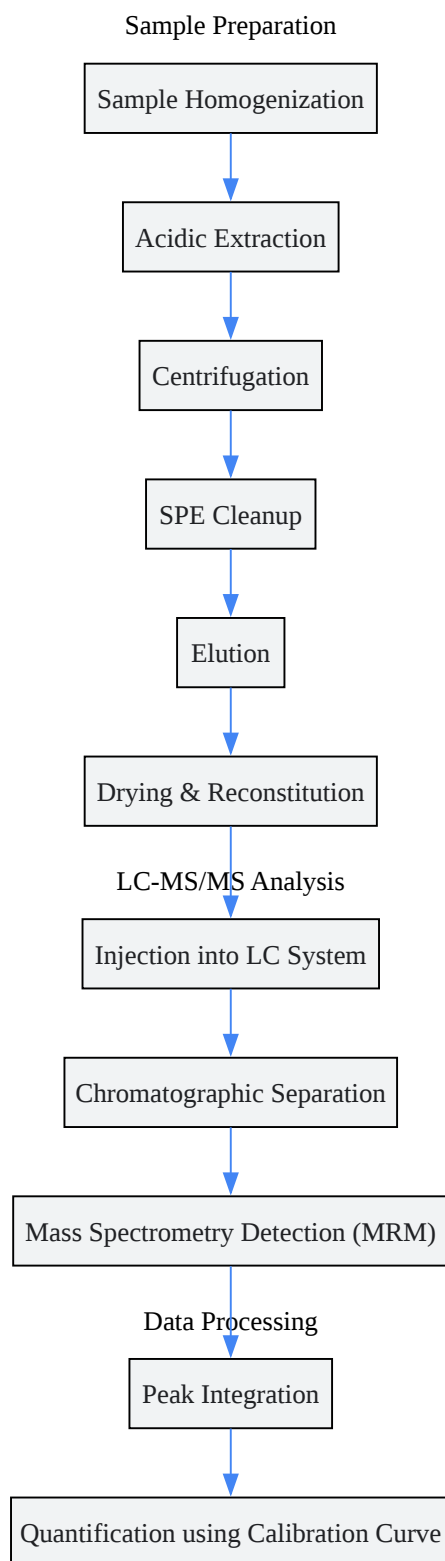 Sample Preparation
Sample Homogenization
Acidic Extraction
Centrifugation
SPE Cleanup
Elution
Drying & Reconstitution
LC-MS/MS Analysis
Injection into LC System
Chromatographic Separation
Mass Spectrometry Detection (MRM)
Data Processing
Peak Integration
Quantification using Calibration Curve